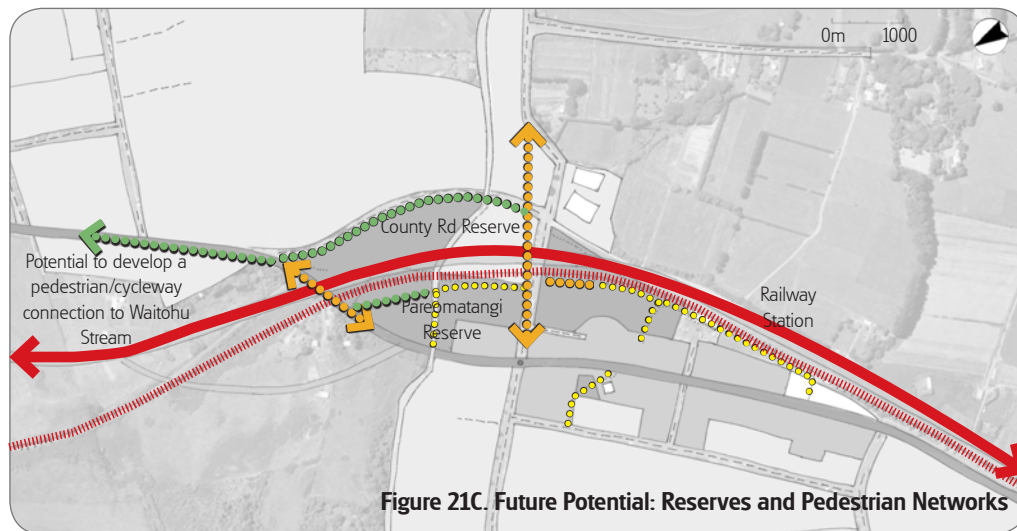 0m 1000
County Rd Reserve
Potential to develop a
pedestrian/cycleway
connection to Waitohu
Stream
Pareomatangi
Reserve
Railway
Station
Figure 21C. Future Potential: Reserves and Pedestrian Networks